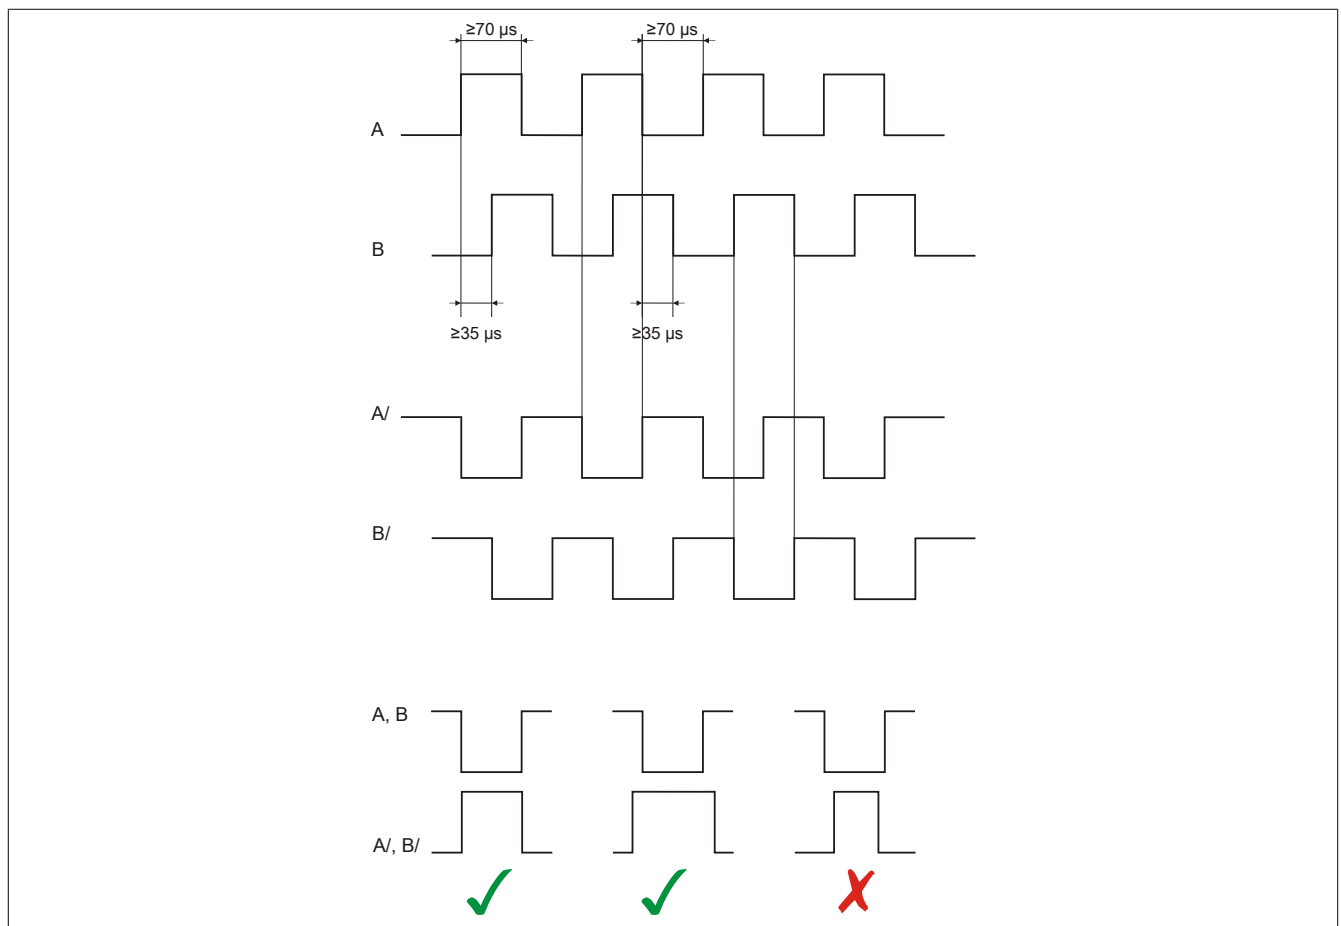 ≥70 µs ≥70 µs
A
B
≥35 µs ≥35 µs
A/
B/
A, B
A/, B/